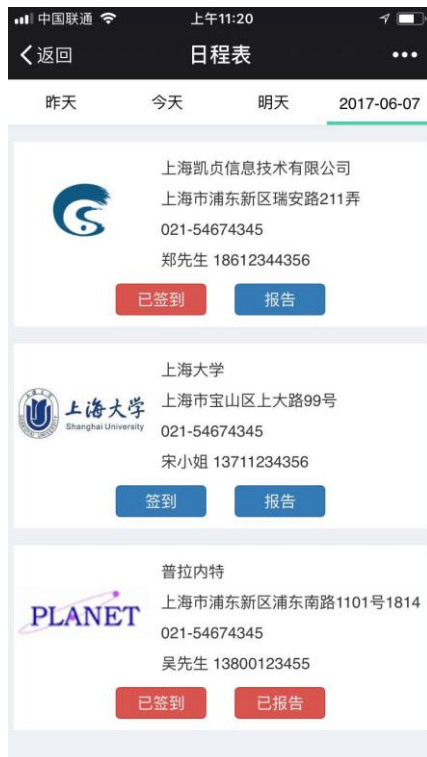 中国联通 上午11:20
返回 日程表
昨天 今天 明天 2017-06-07
上海凯贞信息技术有限公司
上海市浦东新区瑞安路211弄
021-54674345
郑先生 18612344356
已签到 报告
上海大学
上海大学
Shanghai University
上海市宝山区上大路99号
021-54674345
宋小姐 13711234356
签到 报告
普拉内特
PLANET
上海市浦东新区浦东南路1101号1814
021-54674345
吴先生 13800123455
已签到 已报告